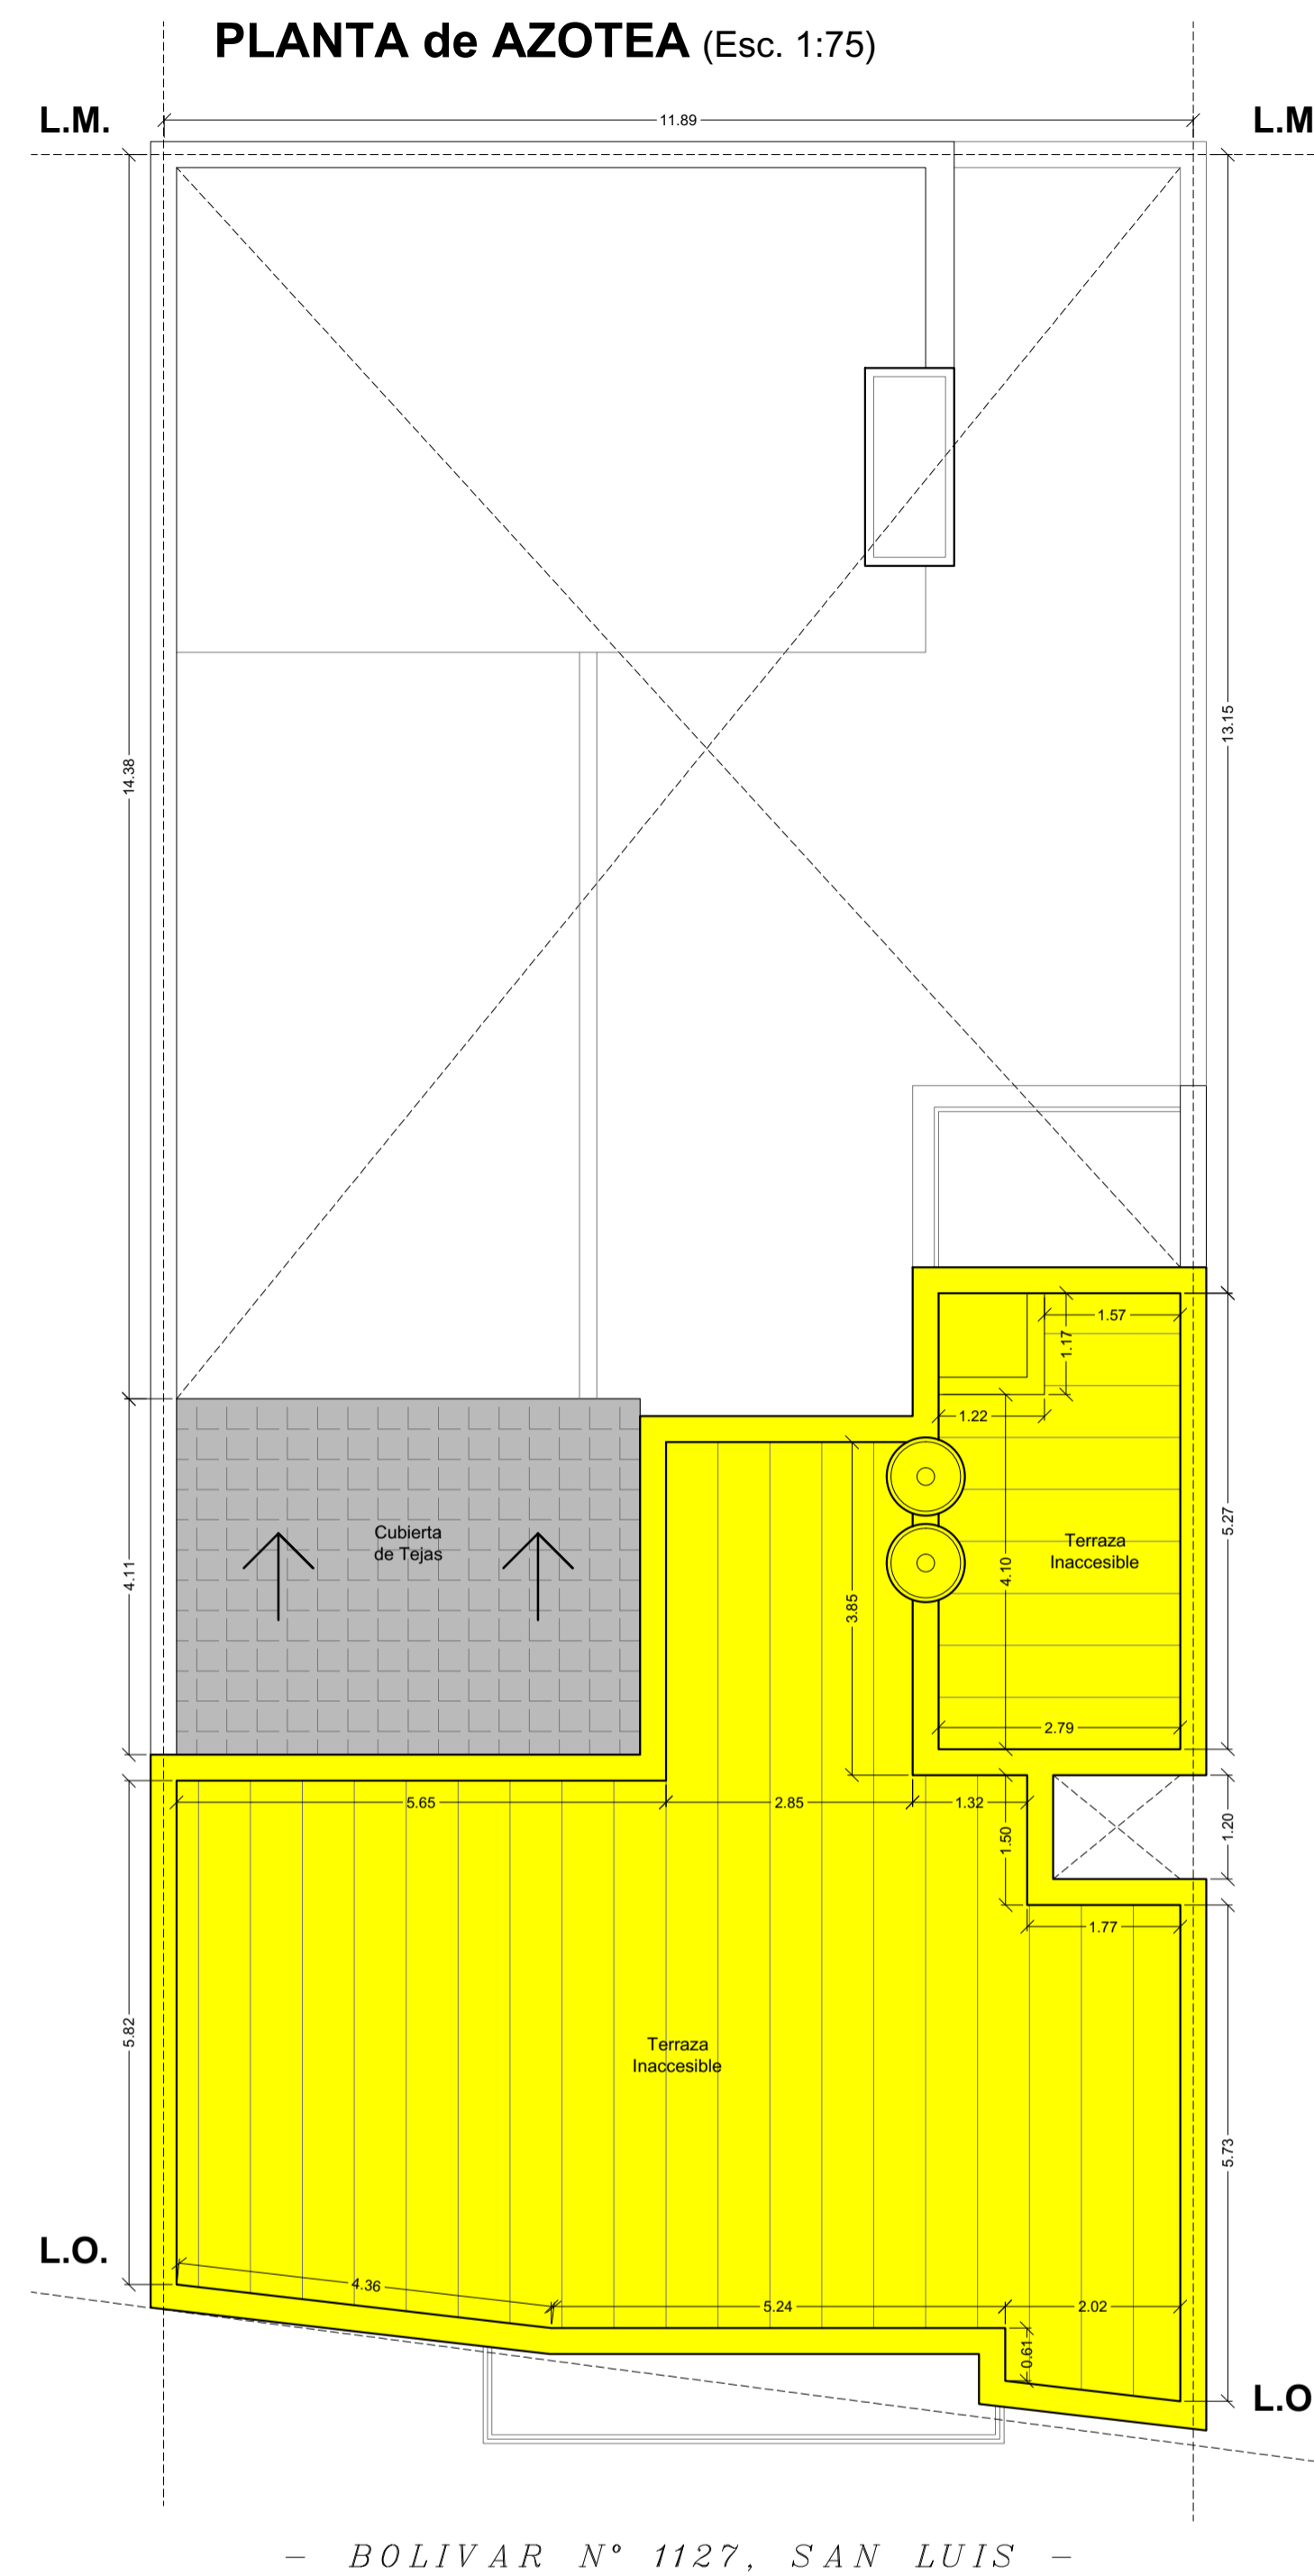 PLANTA de AZOTEA (Esc. 1:75)
L.M.
11.89
L.M
14.38
13.15
1.57
1.17
1.22
Cubierta
de Tejas
4.11
3.85
4.10
Terraza
Inaccesible
5.27
2.79
5.65
2.85
1.32
1.50
1.20
1.77
5.82
Terraza
Inaccesible
5.73
L.O.
4.36
5.24
2.02
0.61
L.O
- BOLIVAR N° 1127, SAN LUIS -